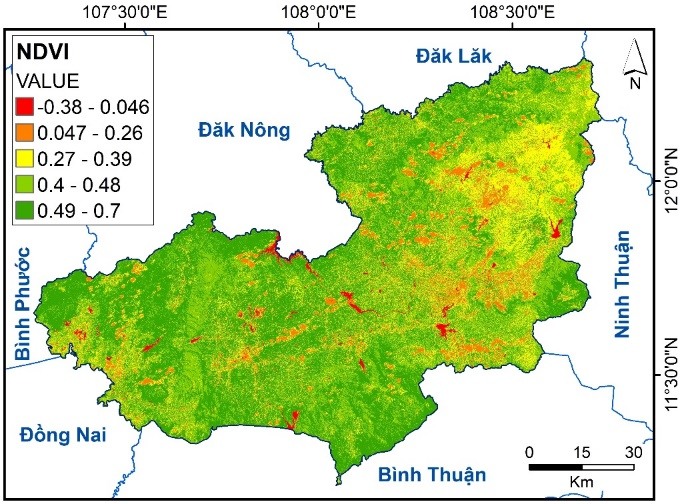 107°30'0"E 108°0'0"E 108°30'0"E
NDVI
VALUE
-0.38 - 0.046
0.047 - 0.26
0.27 - 0.39
0.4 - 0.48
0.49 - 0.7
Đăk Lăk
N
Đăk Nông
12°0'0"N
Ninh Thuận
Bình Phước
11°30'0"N
Đồng Nai
Bình Thuận
0 15 30
Km